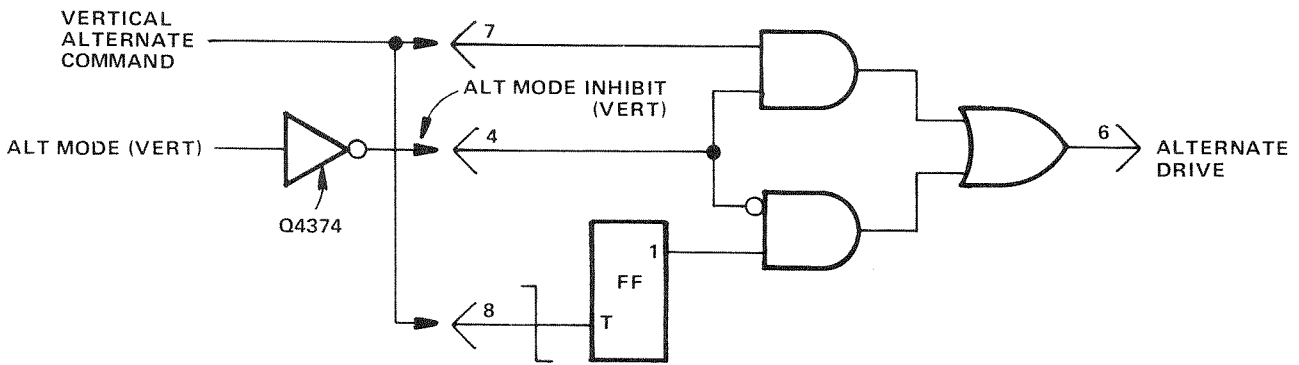 VERTICAL
ALTERNATE
COMMAND
7
ALT MODE INHIBIT
(VERT)
ALT MODE (VERT)
4
6
ALTERNATE
DRIVE
Q4374
1
FF
8
T